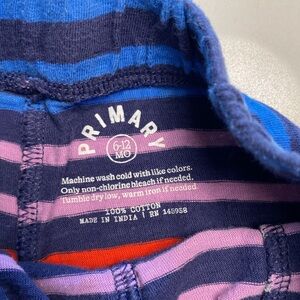 PRIMARY
6-12
MO
Machine wash cold with like colors.
Only non-chlorine bleach if needed.
Tumble dry low, warm iron if needed
100% COTTON
MADE IN INDIA | RN 145958